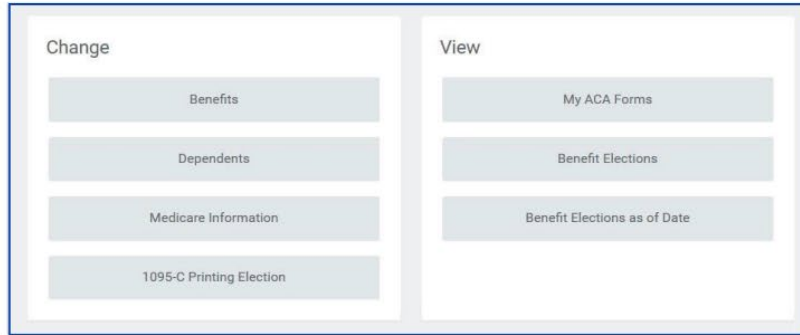 Change
Benefits
Dependents
Medicare Information
1095-C Printing Election
View
My ACA Forms
Benefit Elections
Benefit Elections as of Date